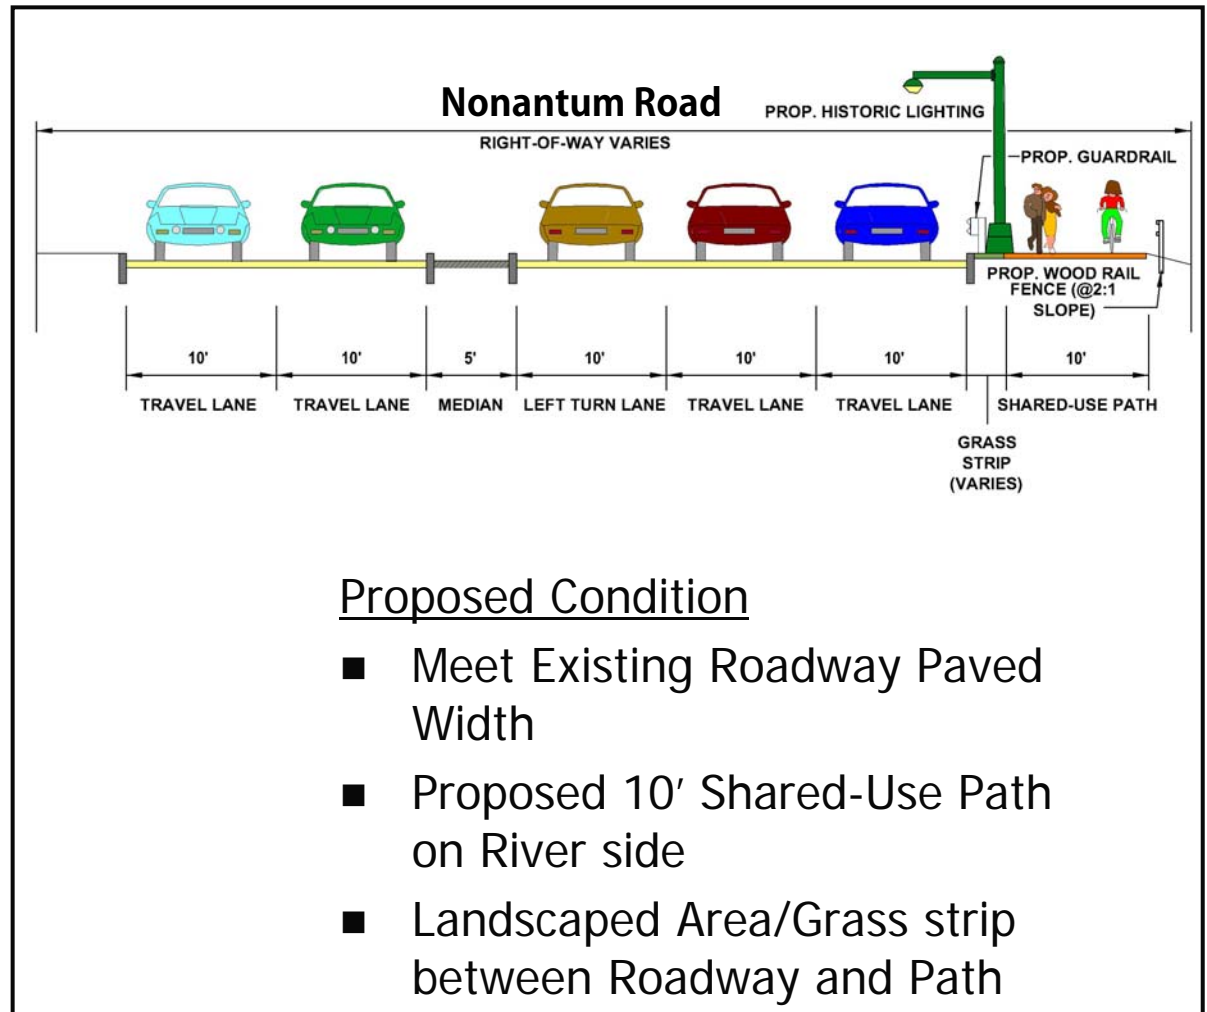 Nonantum Road
PROP. HISTORIC LIGHTING
RIGHT-OF-WAY VARIES
PROP. GUARDRAIL
PROP. WOOD RAIL
FENCE (@2:1
SLOPE)
10'
10'
5'
10'
10'
10'
10'
TRAVEL LANE
TRAVEL LANE
MEDIAN
LEFT TURN LANE
TRAVEL LANE
TRAVEL LANE
SHARED-USE PATH
GRASS
STRIP
(VARIES)
Proposed Condition
■ Meet Existing Roadway Paved
Width
■ Proposed 10′ Shared-Use Path
on River side
■ Landscaped Area/Grass strip
between Roadway and Path